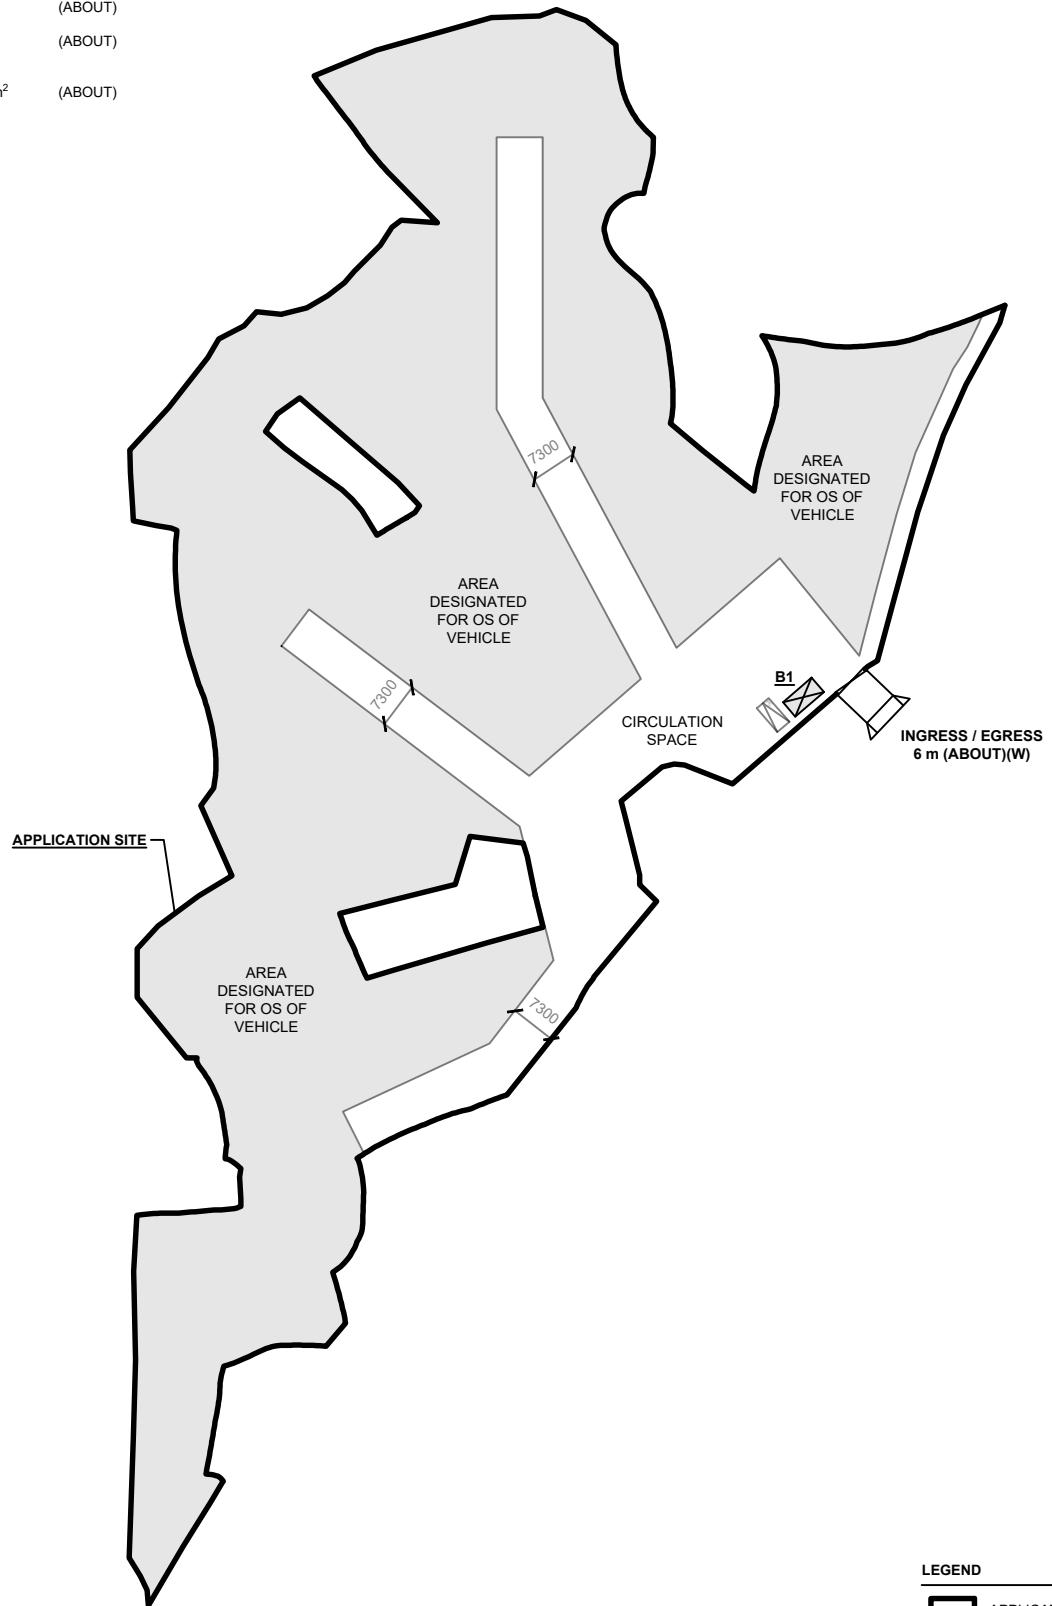 (ABOUT)
(ABOUT)
m² (ABOUT)
7300
AREA
DESIGNATED
FOR OS OF
VEHICLE
AREA
DESIGNATED
FOR OS OF
VEHICLE
7300
B1
CIRCULATION
SPACE
INGRESS / EGRESS
6 m (ABOUT)(W)
APPLICATION SITE
AREA
DESIGNATED
FOR OS OF
VEHICLE
7300
LEGEND